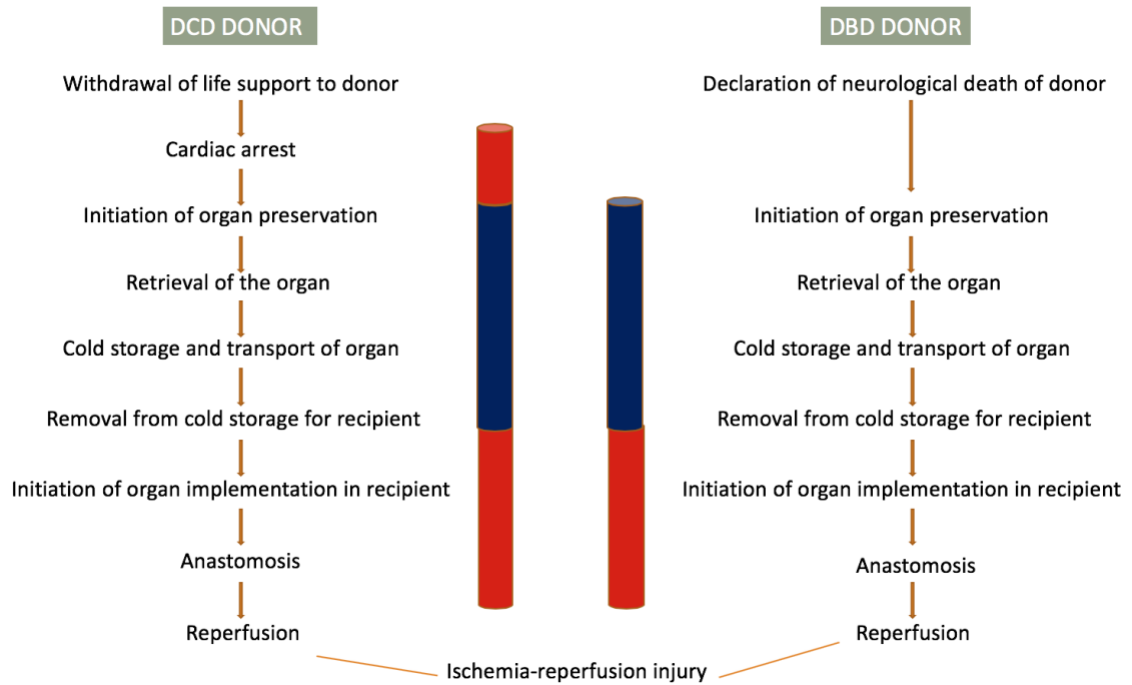 DCD DONOR
Withdrawal of life support to donor
Cardiac arrest
Initiation of organ preservation
Retrieval of the organ
Cold storage and transport of organ
Removal from cold storage for recipient
Initiation of organ implementation in recipient
Anastomosis
Reperfusion
DBD DONOR
Declaration of neurological death of donor
Initiation of organ preservation
Retrieval of the organ
Cold storage and transport of organ
Removal from cold storage for recipient
Initiation of organ implementation in recipient
Anastomosis
Reperfusion
Ischemia-reperfusion injury